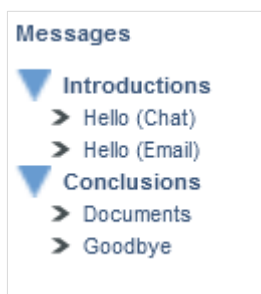 Messages
Introductions
Hello (Chat)
Hello (Email)
Conclusions
Documents
Goodbye